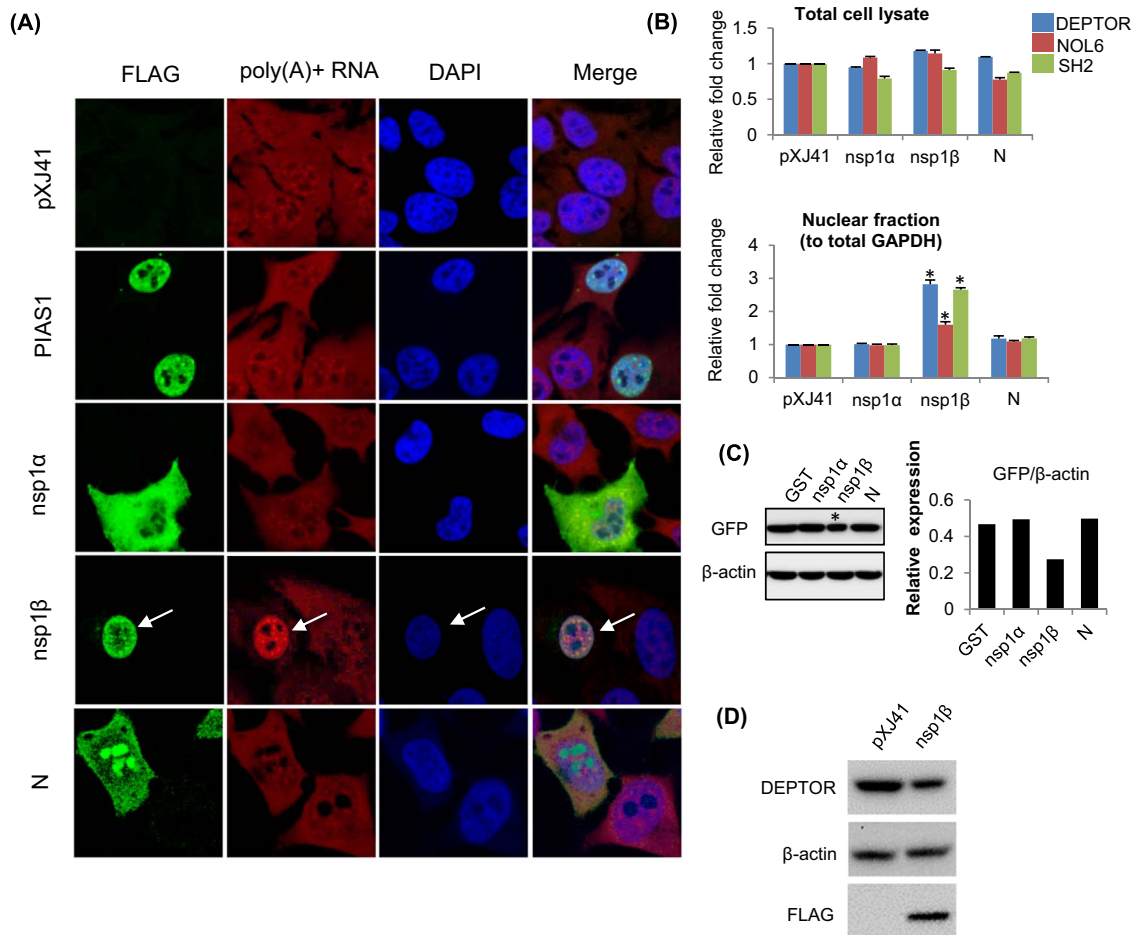 (A)
FLAG poly(A)+ RNA DAPI Merge
pXJ41
PIAS1
nsp1α
nsp1β
N
(B)
Total cell lysate
DEPTOR
NOL6
SH2
Relative fold change
1.5
1
0.5
0
pXJ41 nsp1α nsp1β N
Nuclear fraction
(to total GAPDH)
Relative fold change
4
3
2
1
0
* * *
pXJ41 nsp1α nsp1β N
(C)
GST nsp1α nsp1β N
GFP
*
β-actin
GFP/β-actin
Relative expression
0.6
0.4
0.2
0
GST nsp1α nsp1β N
(D)
pXJ41 nsp1β
DEPTOR
β-actin
FLAG